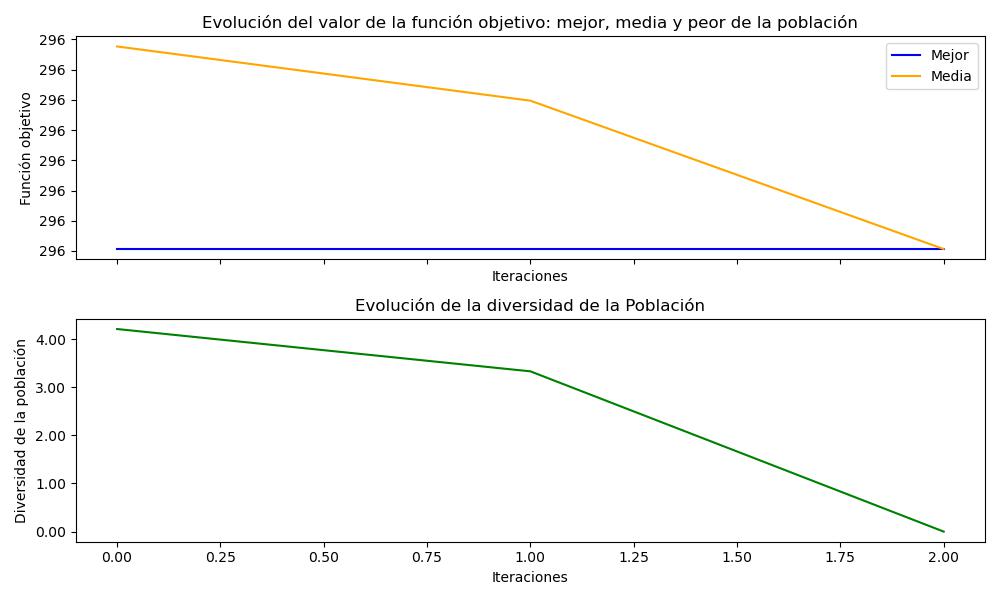 Evolución del valor de la función objetivo: mejor, media y peor de la población
Función objetivo
296
296
296
296
296
296
296
296
Mejor
Media
Iteraciones
Evolución de la diversidad de la Población
Diversidad de la población
4.00
3.00
2.00
1.00
0.00
0.00 0.25 0.50 0.75 1.00 1.25 1.50 1.75 2.00
Iteraciones